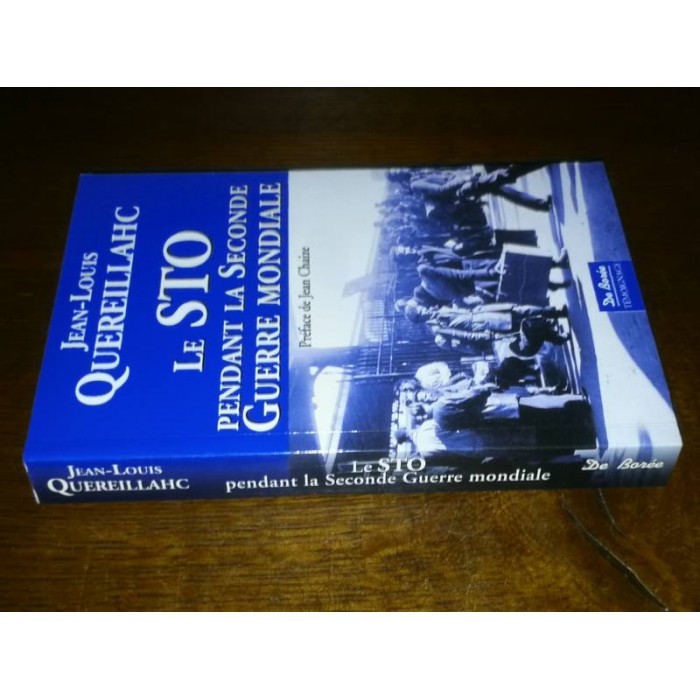 JEAN-LOUIS
QUEREILLAHC
LE STO
PENDANT LA SECONDE
GUERRE MONDIALE
Préface de Jean Chaize
De Borée
TÉMOIGNAGE
JEAN-LOUIS
QUEREILLAHC
LE STO
pendant la Seconde Guerre mondiale
De Borée